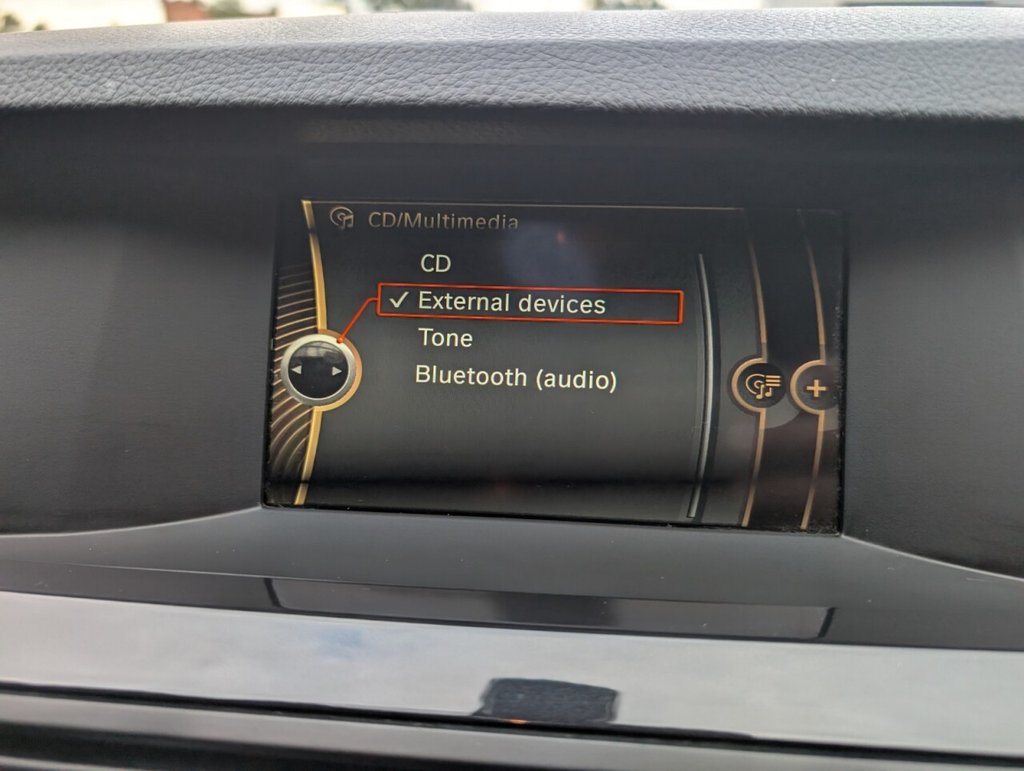 CD/Multimedia
CD
✓ External devices
Tone
Bluetooth (audio)